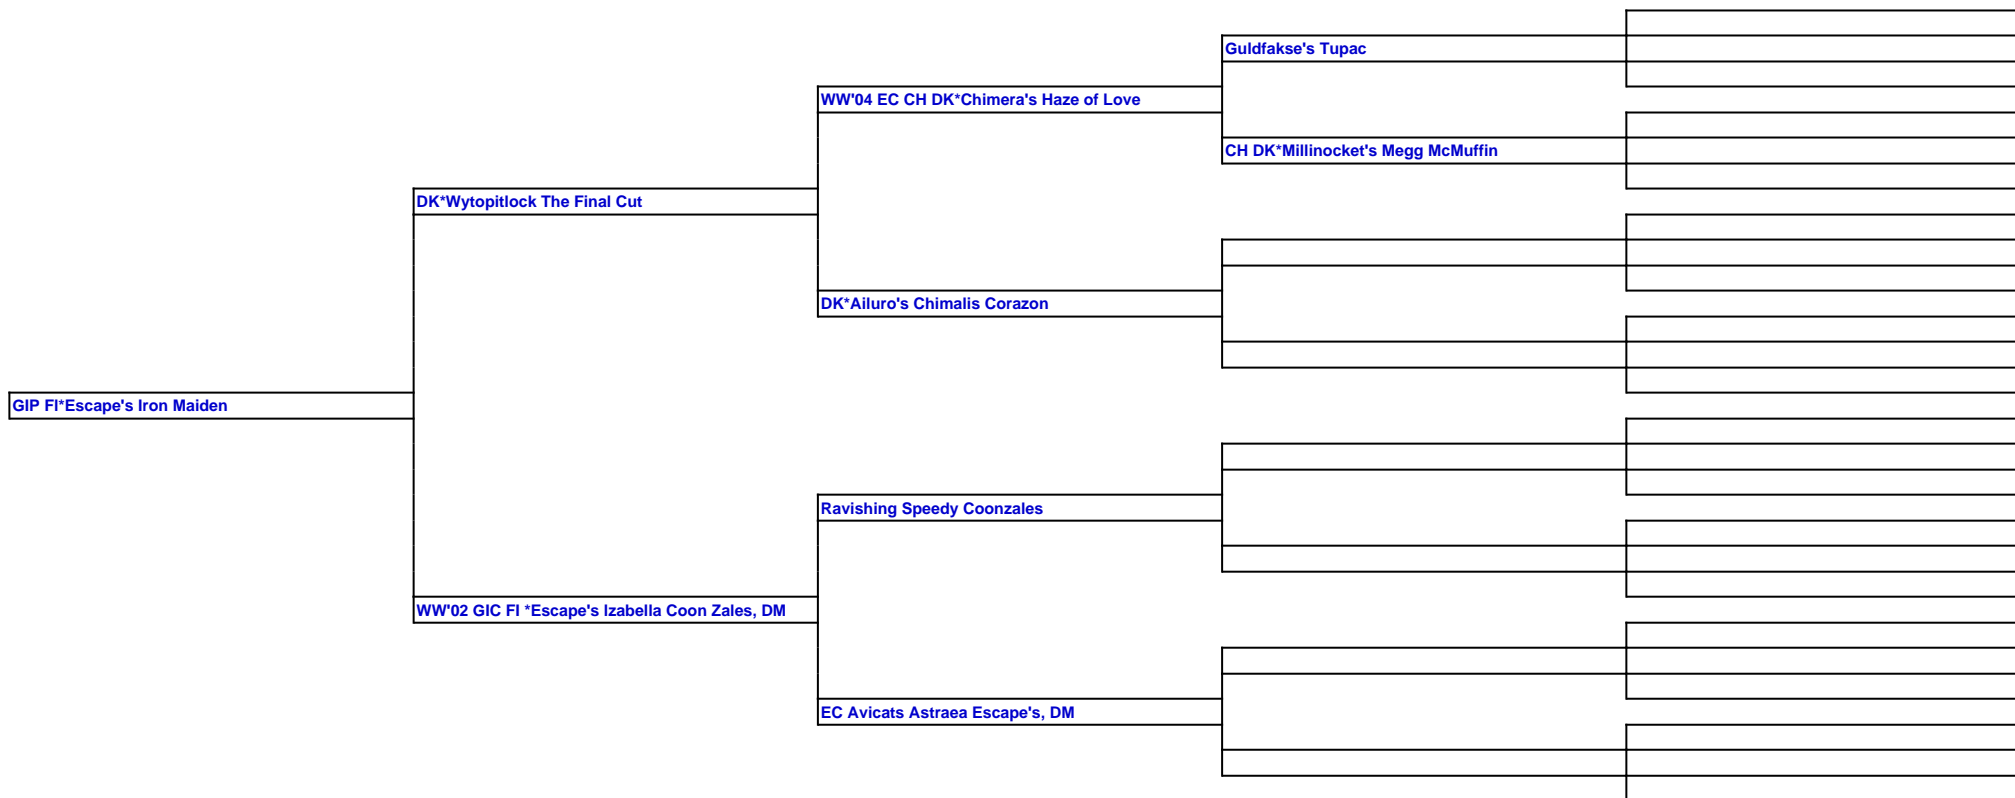 Guldfakse's Tupac
WW'04 EC CH DK*Chimera's Haze of Love
CH DK*Millinocket's Megg McMuffin
DK*Wytopitlock The Final Cut
DK*Ailuro's Chimalis Corazon
GIP FI*Escape's Iron Maiden
Ravishing Speedy Coonzales
WW'02 GIC FI *Escape's Izabella Coon Zales, DM
EC Avicats Astraea Escape's, DM